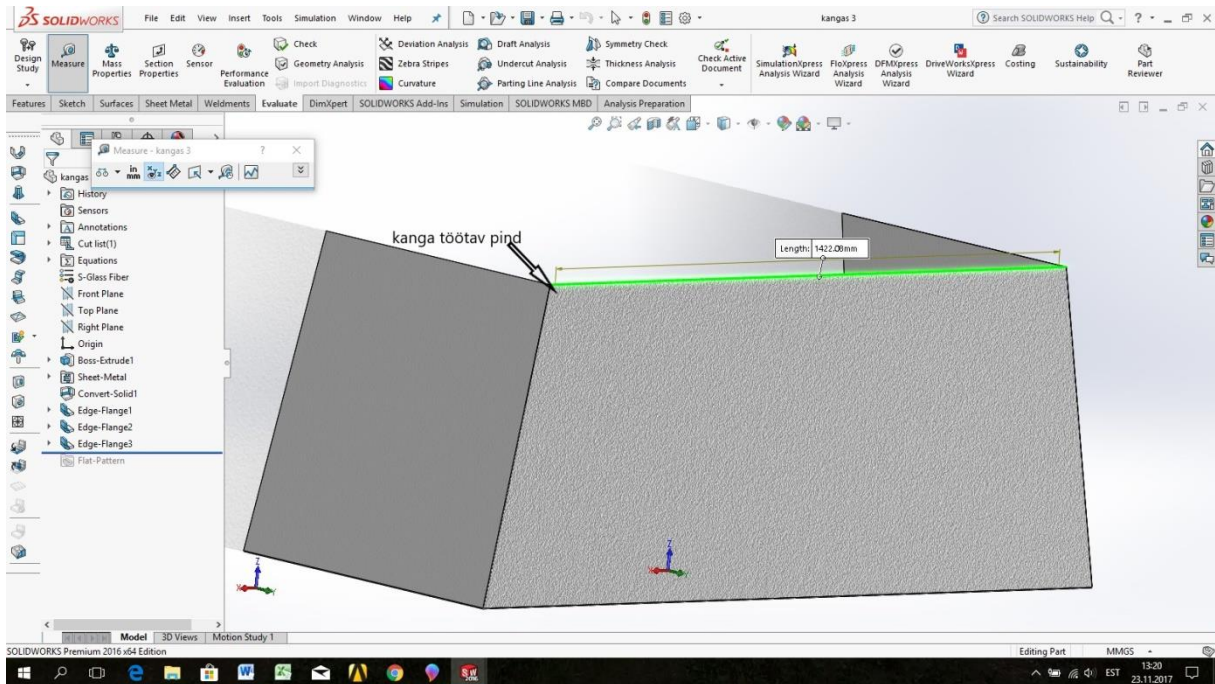 SOLIDWORKS File Edit View Insert Tools Simulation Window Help kangas 3 Search SOLIDWORKS Help
Design Study
Measure
Mass Properties
Section Properties
Sensor
Performance Evaluation
Check
Geometry Analysis
Import Diagnostics
Deviation Analysis
Zebra Stripes
Curvature
Draft Analysis
Undercut Analysis
Parting Line Analysis
Symmetry Check
Thickness Analysis
Compare Documents
Check Active Document
SimulationXpress Analysis Wizard
FloXpress Analysis Wizard
DFMXpress Analysis Wizard
DriveWorksXpress Wizard
Costing
Sustainability
Part Reviewer
Features Sketch Surfaces Sheet Metal Weldments Evaluate DimXpert SOLIDWORKS Add-Ins Simulation SOLIDWORKS MBD Analysis Preparation
Measure - kangas 3 ?
in mm
kangas
History
Sensors
Annotations
Cut list(1)
Equations
S-Glass Fiber
Front Plane
Top Plane
Right Plane
Origin
Boss-Extrude1
Sheet-Metal
Convert-Solid1
Edge-Flange1
Edge-Flange2
Edge-Flange3
Flat-Pattern
kanga töötav pind
Length: 1422.08mm
Z
X
Z
Model 3D Views Motion Study 1
SOLIDWORKS Premium 2016 x64 Edition Editing Part MMGS
EST 13:20
23.11.2017